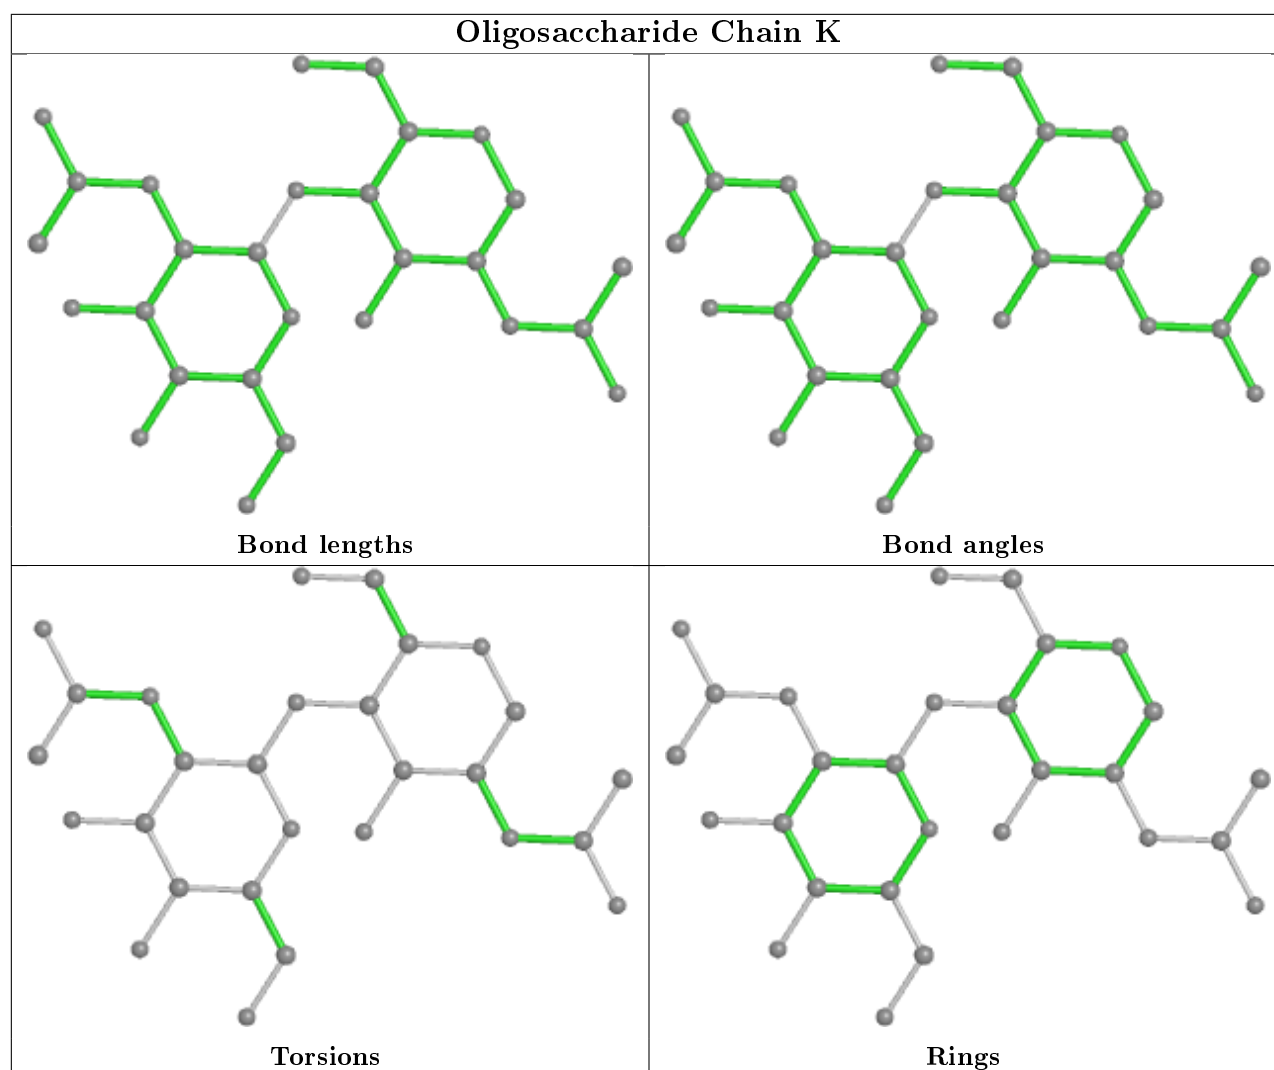 Oligosaccharide Chain K
Bond lengths
Bond angles
Torsions
Rings